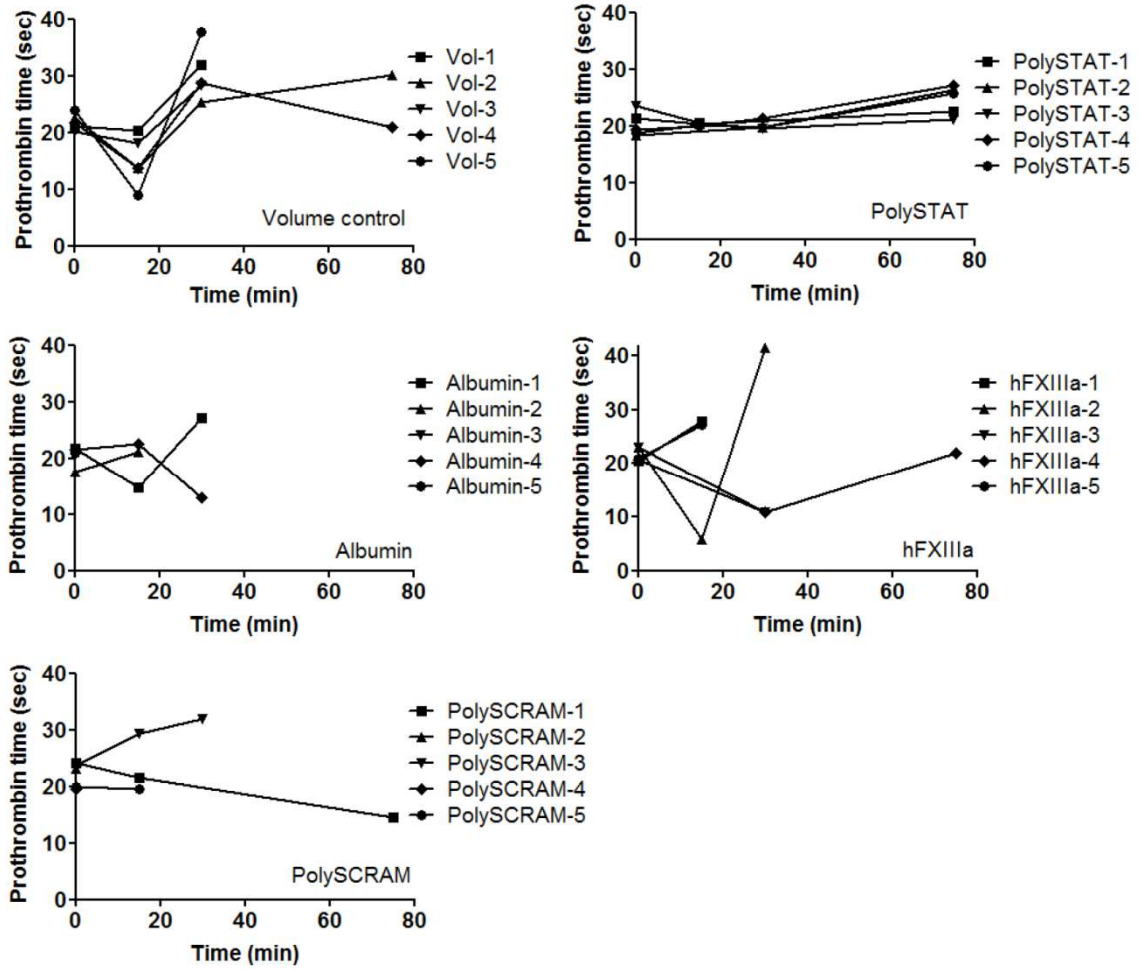 Prothrombin time (sec)
40
30
20
10
0
0 20 40 60 80
Time (min)
Vol-1
Vol-2
Vol-3
Vol-4
Vol-5
Volume control
Prothrombin time (sec)
40
30
20
10
0
0 20 40 60 80
Time (min)
PolySTAT-1
PolySTAT-2
PolySTAT-3
PolySTAT-4
PolySTAT-5
PolySTAT
Prothrombin time (sec)
40
30
20
10
0
0 20 40 60 80
Time (min)
Albumin-1
Albumin-2
Albumin-3
Albumin-4
Albumin-5
Albumin
Prothrombin time (sec)
40
30
20
10
0
0 20 40 60 80
Time (min)
hFXIIIa-1
hFXIIIa-2
hFXIIIa-3
hFXIIIa-4
hFXIIIa-5
hFXIIIa
Prothrombin time (sec)
40
30
20
10
0
0 20 40 60 80
Time (min)
PolySCRAM-1
PolySCRAM-2
PolySCRAM-3
PolySCRAM-4
PolySCRAM-5
PolySCRAM